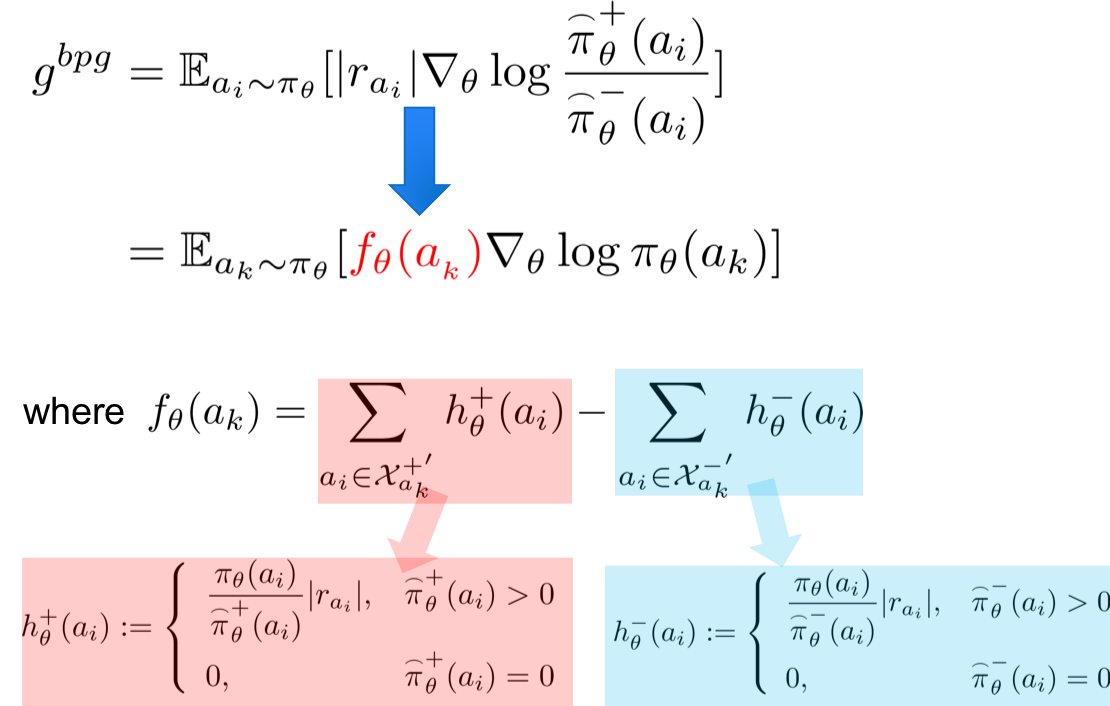 $g^{bpg} = \mathbb{E}_{a_i \sim \pi_\theta} [|r_{a_i}| \nabla_\theta \log \frac{\widehat{\pi}_\theta^+(a_i)}{\widehat{\pi}_\theta^-(a_i)}]$
$= \mathbb{E}_{a_k \sim \pi_\theta} [f_\theta(a_k) \nabla_\theta \log \pi_\theta(a_k)]$
where $f_\theta(a_k) = \sum_{a_i \in \mathcal{X}_{a_k}^{+'}} h_\theta^+(a_i) - \sum_{a_i \in \mathcal{X}_{a_k}^{-'}} h_\theta^-(a_i)$
$h_\theta^+(a_i) := \begin{cases} \frac{\pi_\theta(a_i)}{\widehat{\pi}_\theta^+(a_i)} |r_{a_i}|, & \widehat{\pi}_\theta^+(a_i) > 0 \\ 0, & \widehat{\pi}_\theta^+(a_i) = 0 \end{cases}$
$h_\theta^-(a_i) := \begin{cases} \frac{\pi_\theta(a_i)}{\widehat{\pi}_\theta^-(a_i)} |r_{a_i}|, & \widehat{\pi}_\theta^-(a_i) > 0 \\ 0, & \widehat{\pi}_\theta^-(a_i) = 0 \end{cases}$